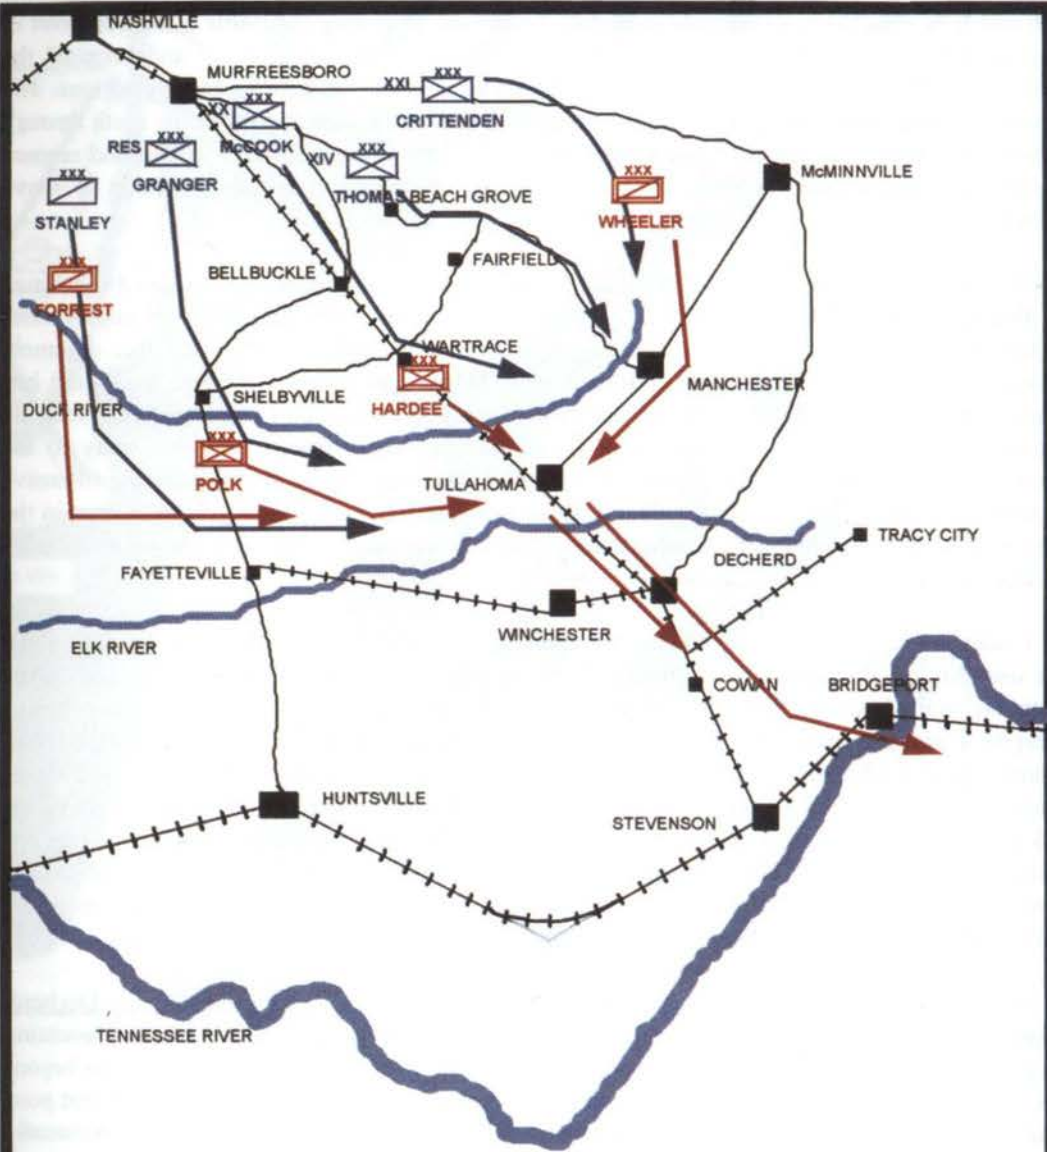 NASHVILLE
MURFREESBORO
XXX
XXI
CRITTENDEN
XXX
XX
McCOOK
RES
XXX
GRANGER
XIV
XXX
THOMAS
BEACH GROVE
McMINNVILLE
XXX
STANLEY
XXX
WHEELER
FAIRFIELD
XXX
FORREST
BELLBUCKLE
WARTRACE
XXX
HARDEE
SHELBYVILLE
MANCHESTER
DUCK RIVER
XXX
POLK
TULLAHOMA
TRACY CITY
DECHERD
FAYETTEVILLE
WINCHESTER
ELK RIVER
COWAN
BRIDGEPORT
HUNTSVILLE
STEVENSON
TENNESSEE RIVER